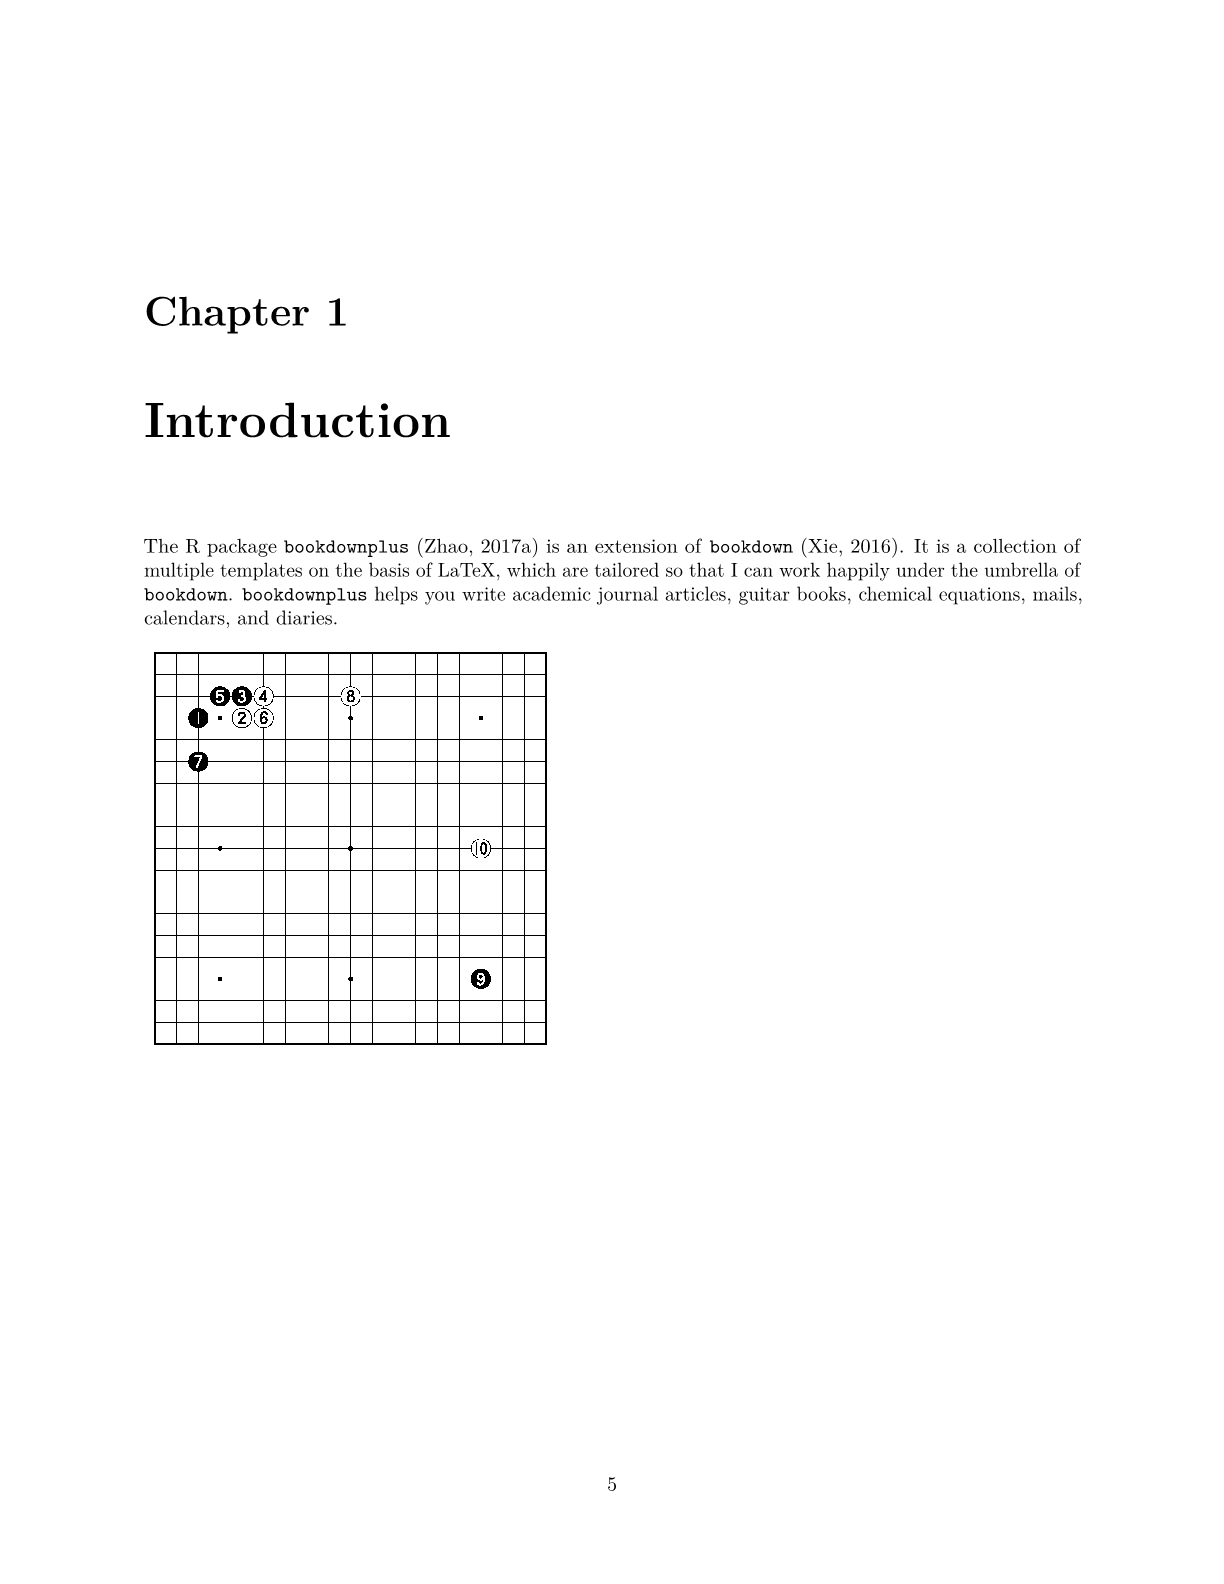 Chapter 1
Introduction
The R package bookdownplus (Zhao, 2017a) is an extension of bookdown (Xie, 2016). It is a collection of
multiple templates on the basis of LaTeX, which are tailored so that I can work happily under the umbrella of
bookdown. bookdownplus helps you write academic journal articles, guitar books, chemical equations, mails,
calendars, and diaries.
5 3 4 8
1 2 6
7
10
9
5